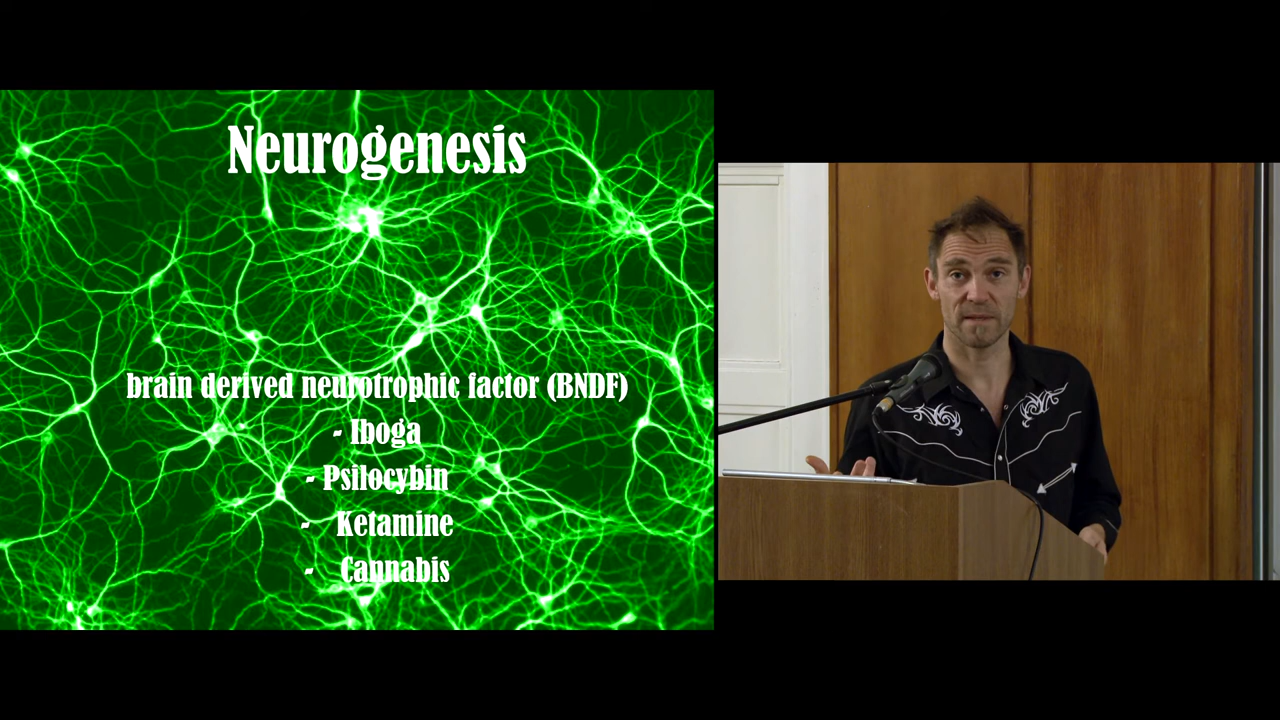 Neurogenesis
brain derived neurotrophic factor (BNDF)
- Iboga
- Psilocybin
- Ketamine
- Cannabis